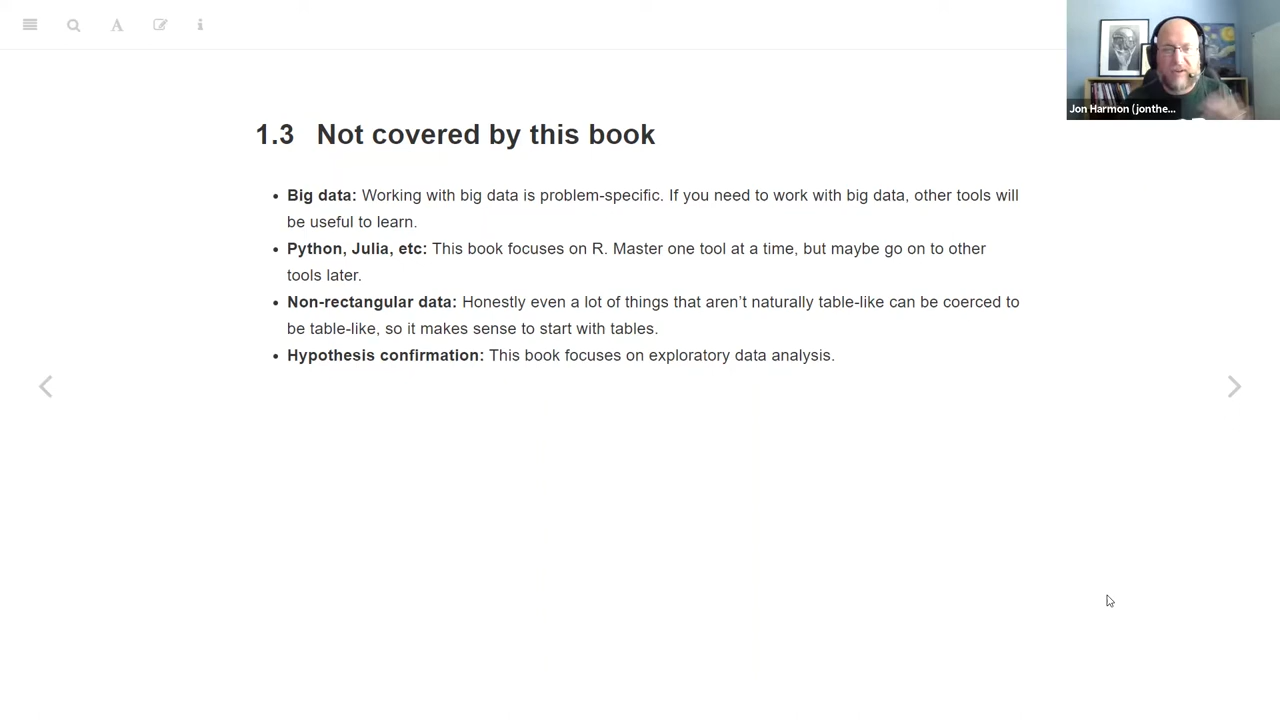 Jon Harmon (jonthe...
1.3 Not covered by this book
• Big data: Working with big data is problem-specific. If you need to work with big data, other tools will
be useful to learn.
• Python, Julia, etc: This book focuses on R. Master one tool at a time, but maybe go on to other
tools later.
• Non-rectangular data: Honestly even a lot of things that aren't naturally table-like can be coerced to
be table-like, so it makes sense to start with tables.
• Hypothesis confirmation: This book focuses on exploratory data analysis.